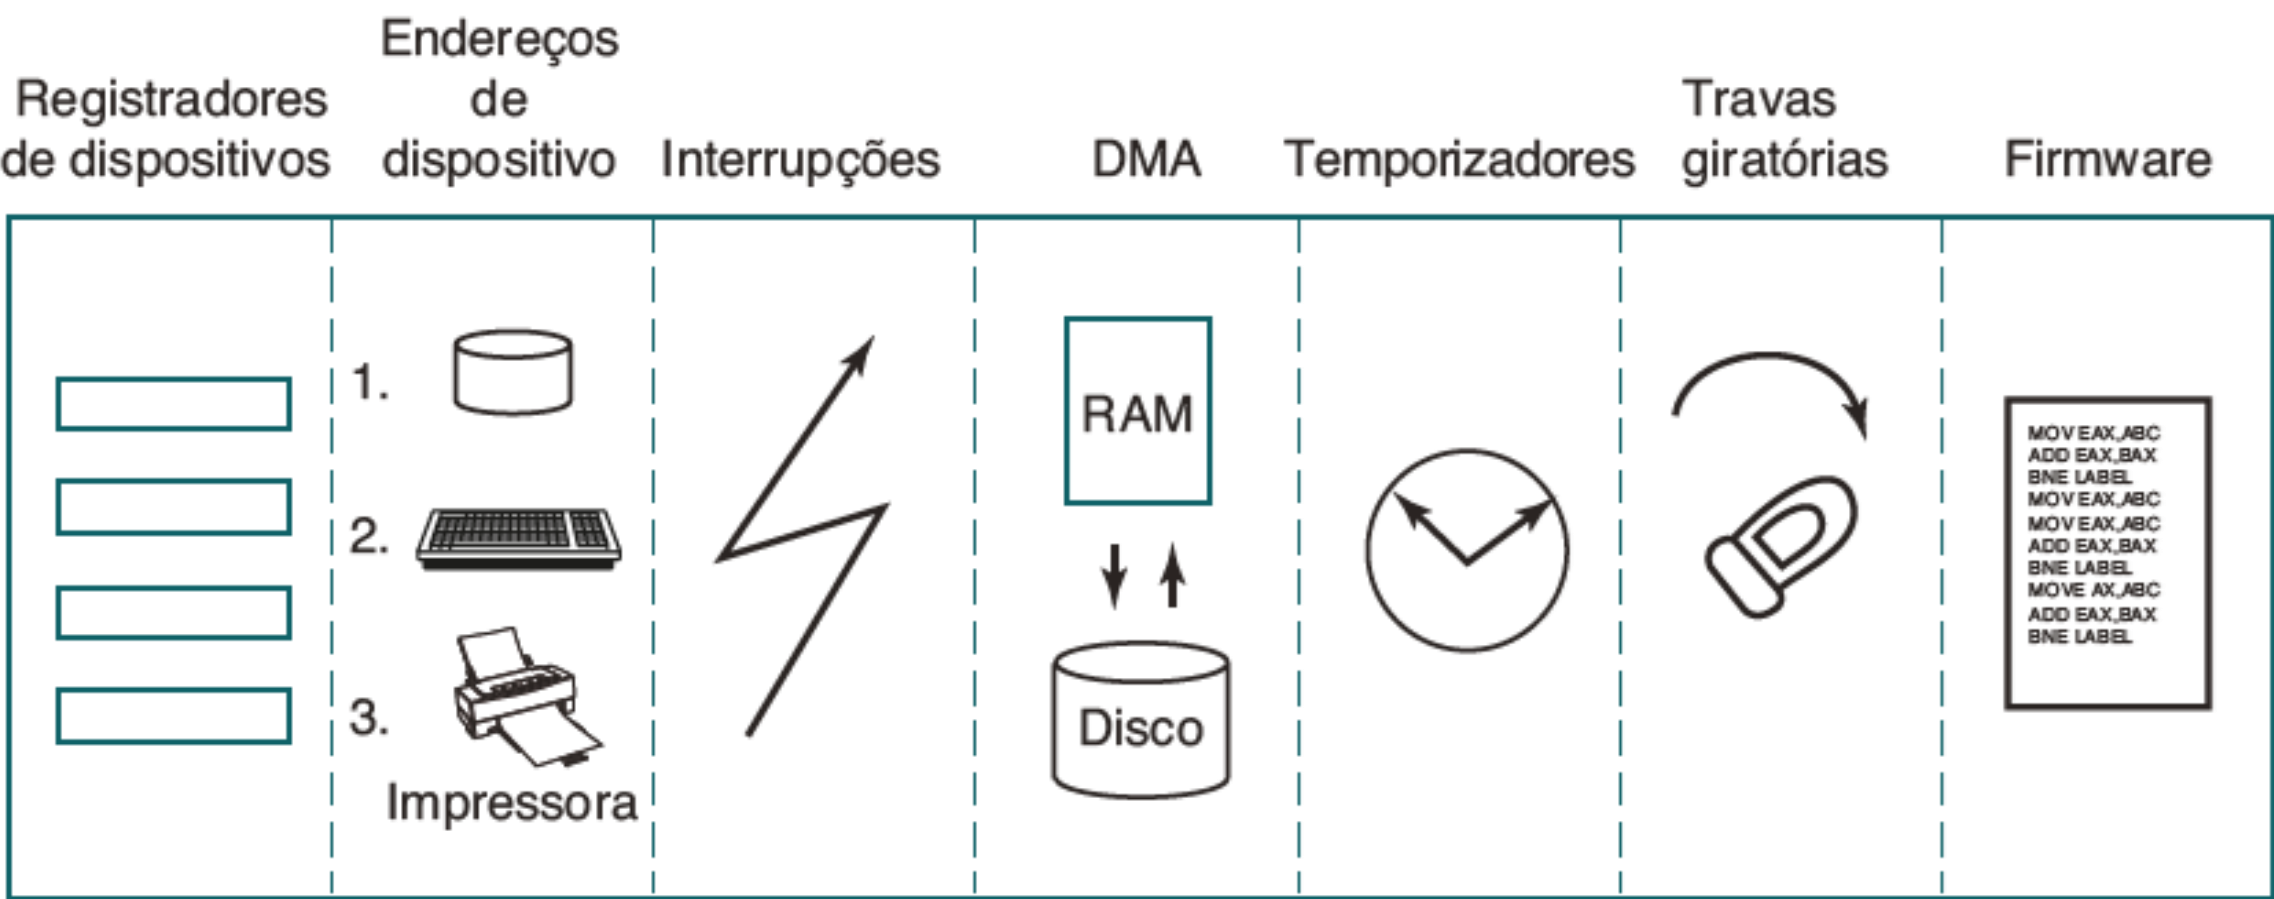 Registradores
de dispositivos
Endereços
de
dispositivo
Interrupções
DMA
Temporizadores
Travas
giratórias
Firmware
1.
2.
3.
Impressora
RAM
Disco
MOV EAX,ABC
ADD EAX,BAX
BNE LABEL
MOV EAX,ABC
MOV EAX,ABC
ADD EAX,BAX
BNE LABEL
MOVE AX,ABC
ADD EAX,BAX
BNE LABEL